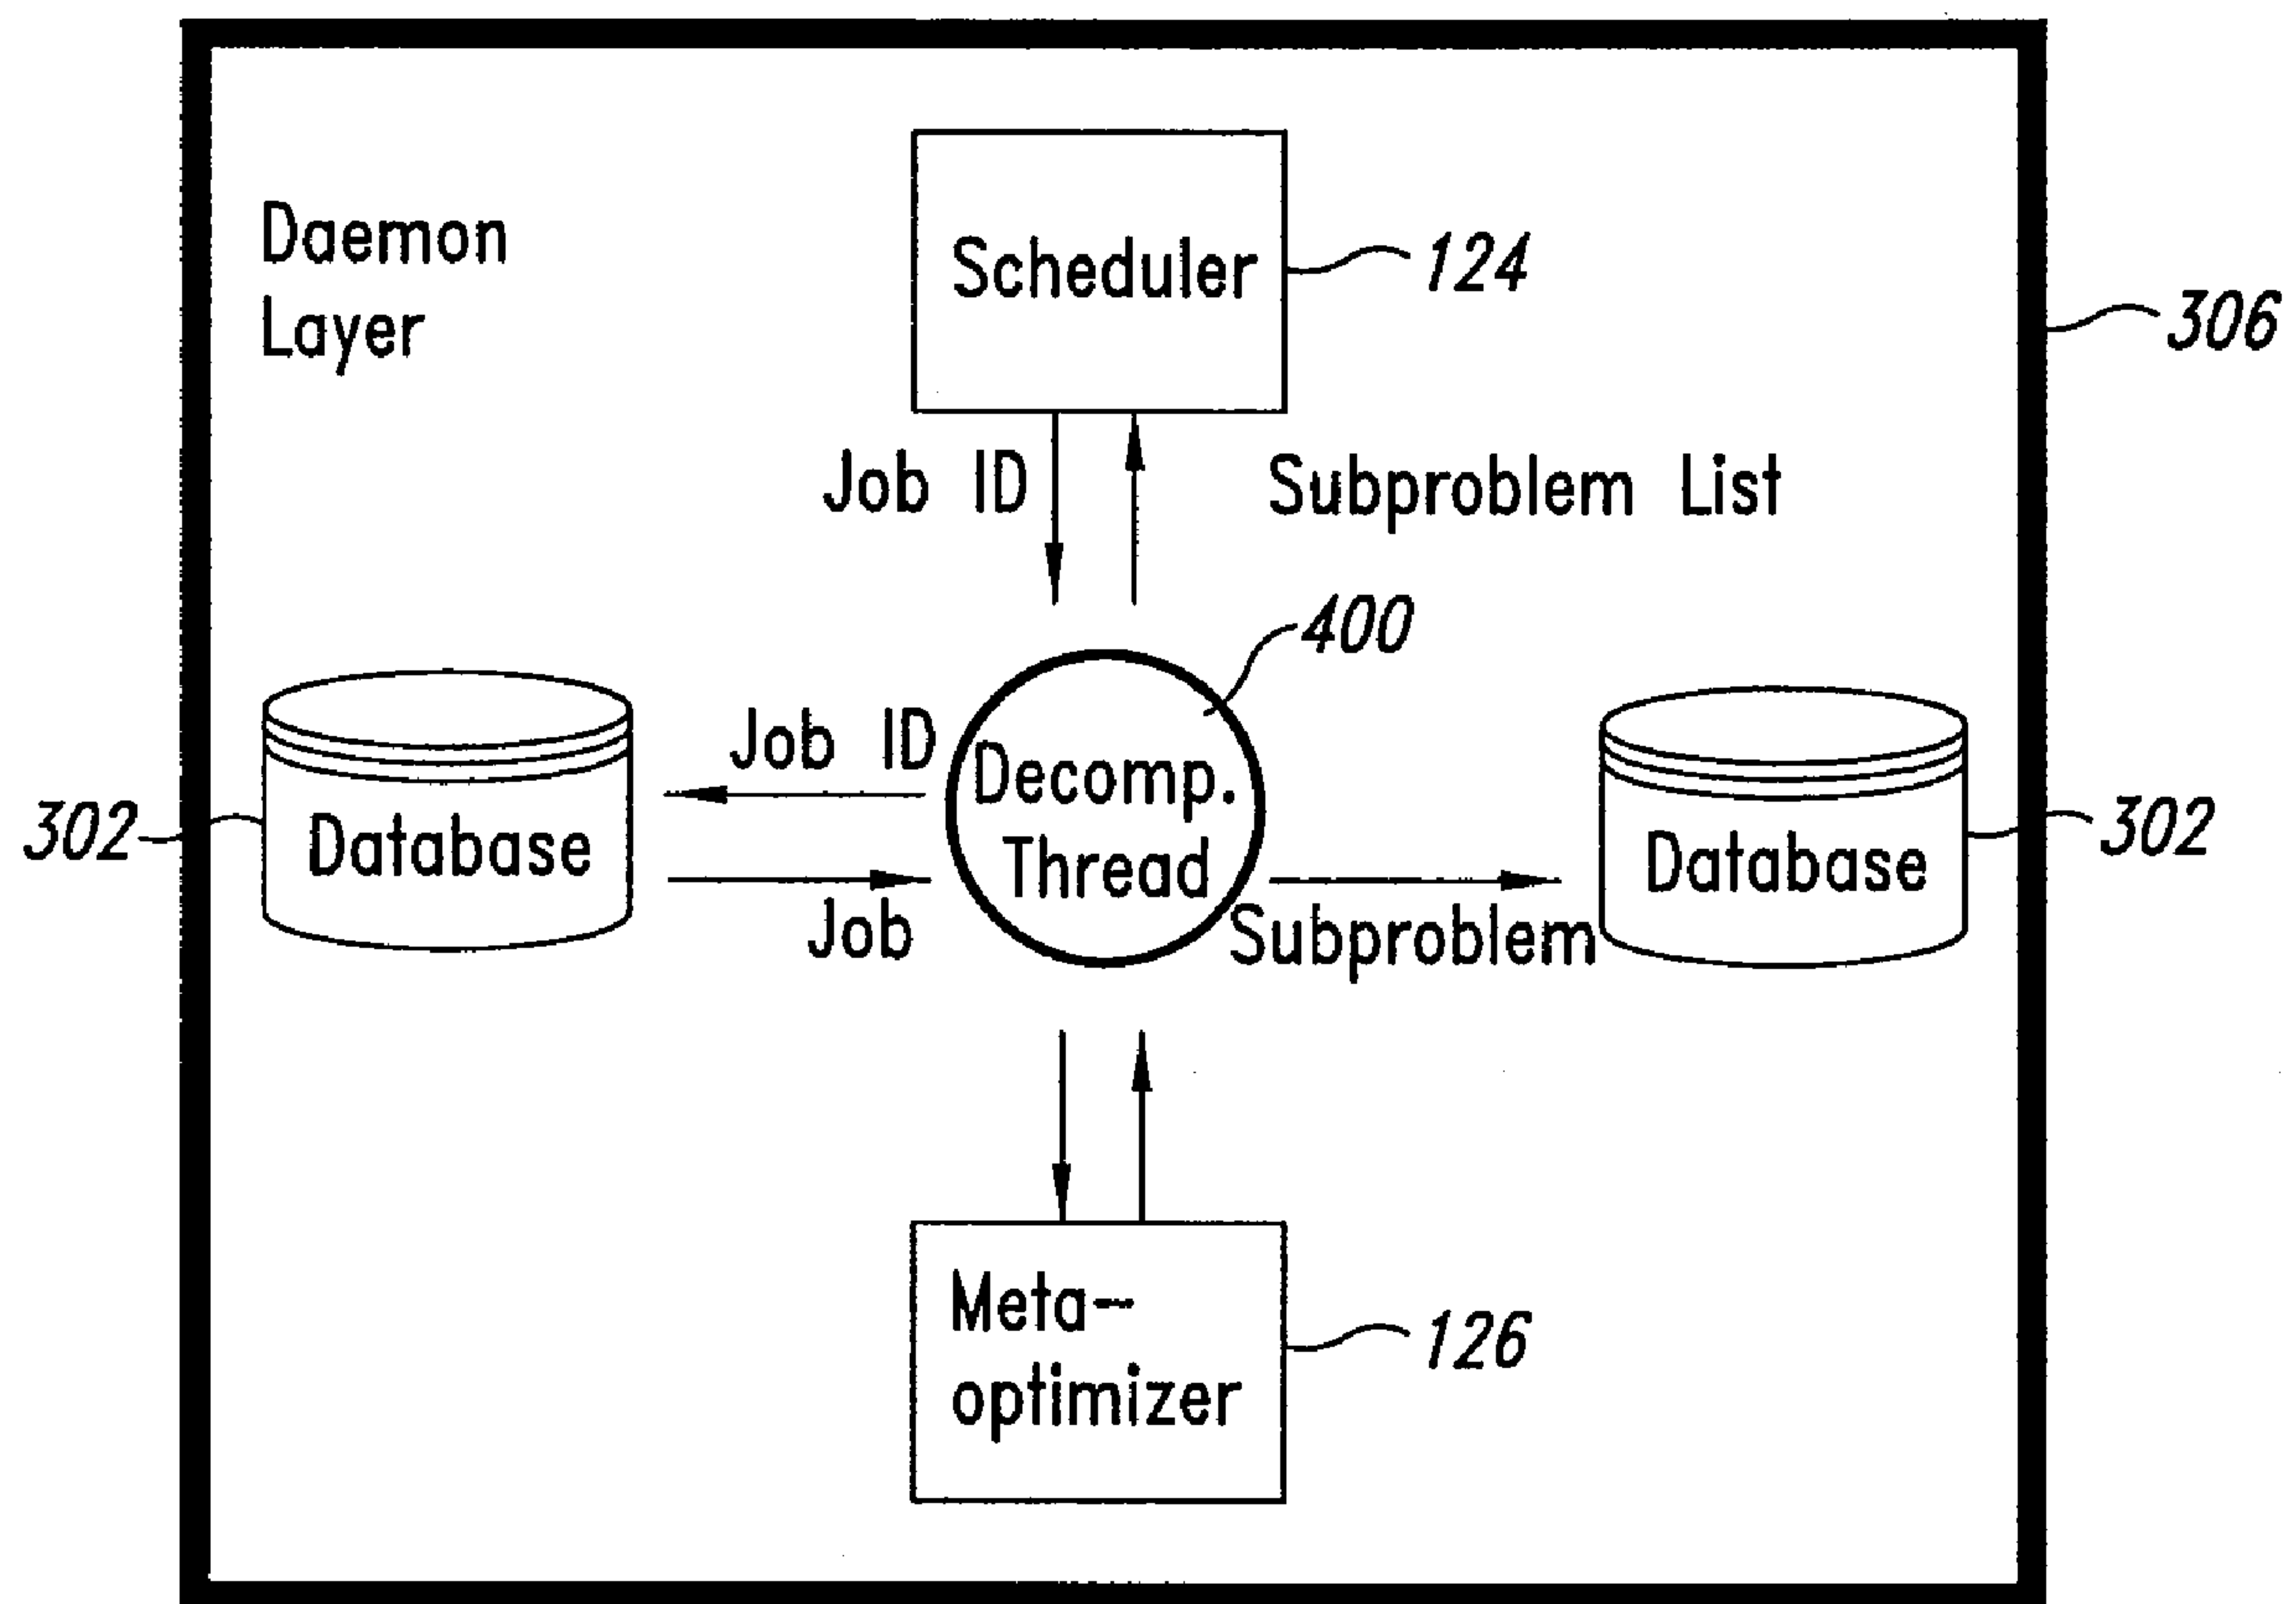 Daemon
Layer
Scheduler
124
306
Job ID
Subproblem List
400
Job ID
Decomp.
Thread
302
Database
Job
Subproblem
Database
302
Meta-
optimizer
126